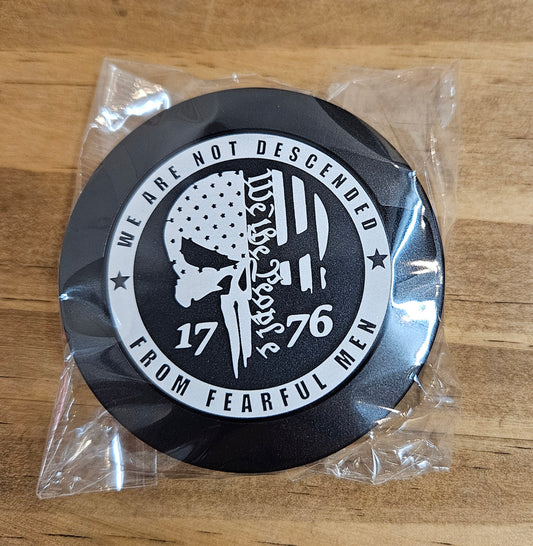 WE ARE NOT DESCENDED
We the People
17 76
FROM FEARFUL MEN